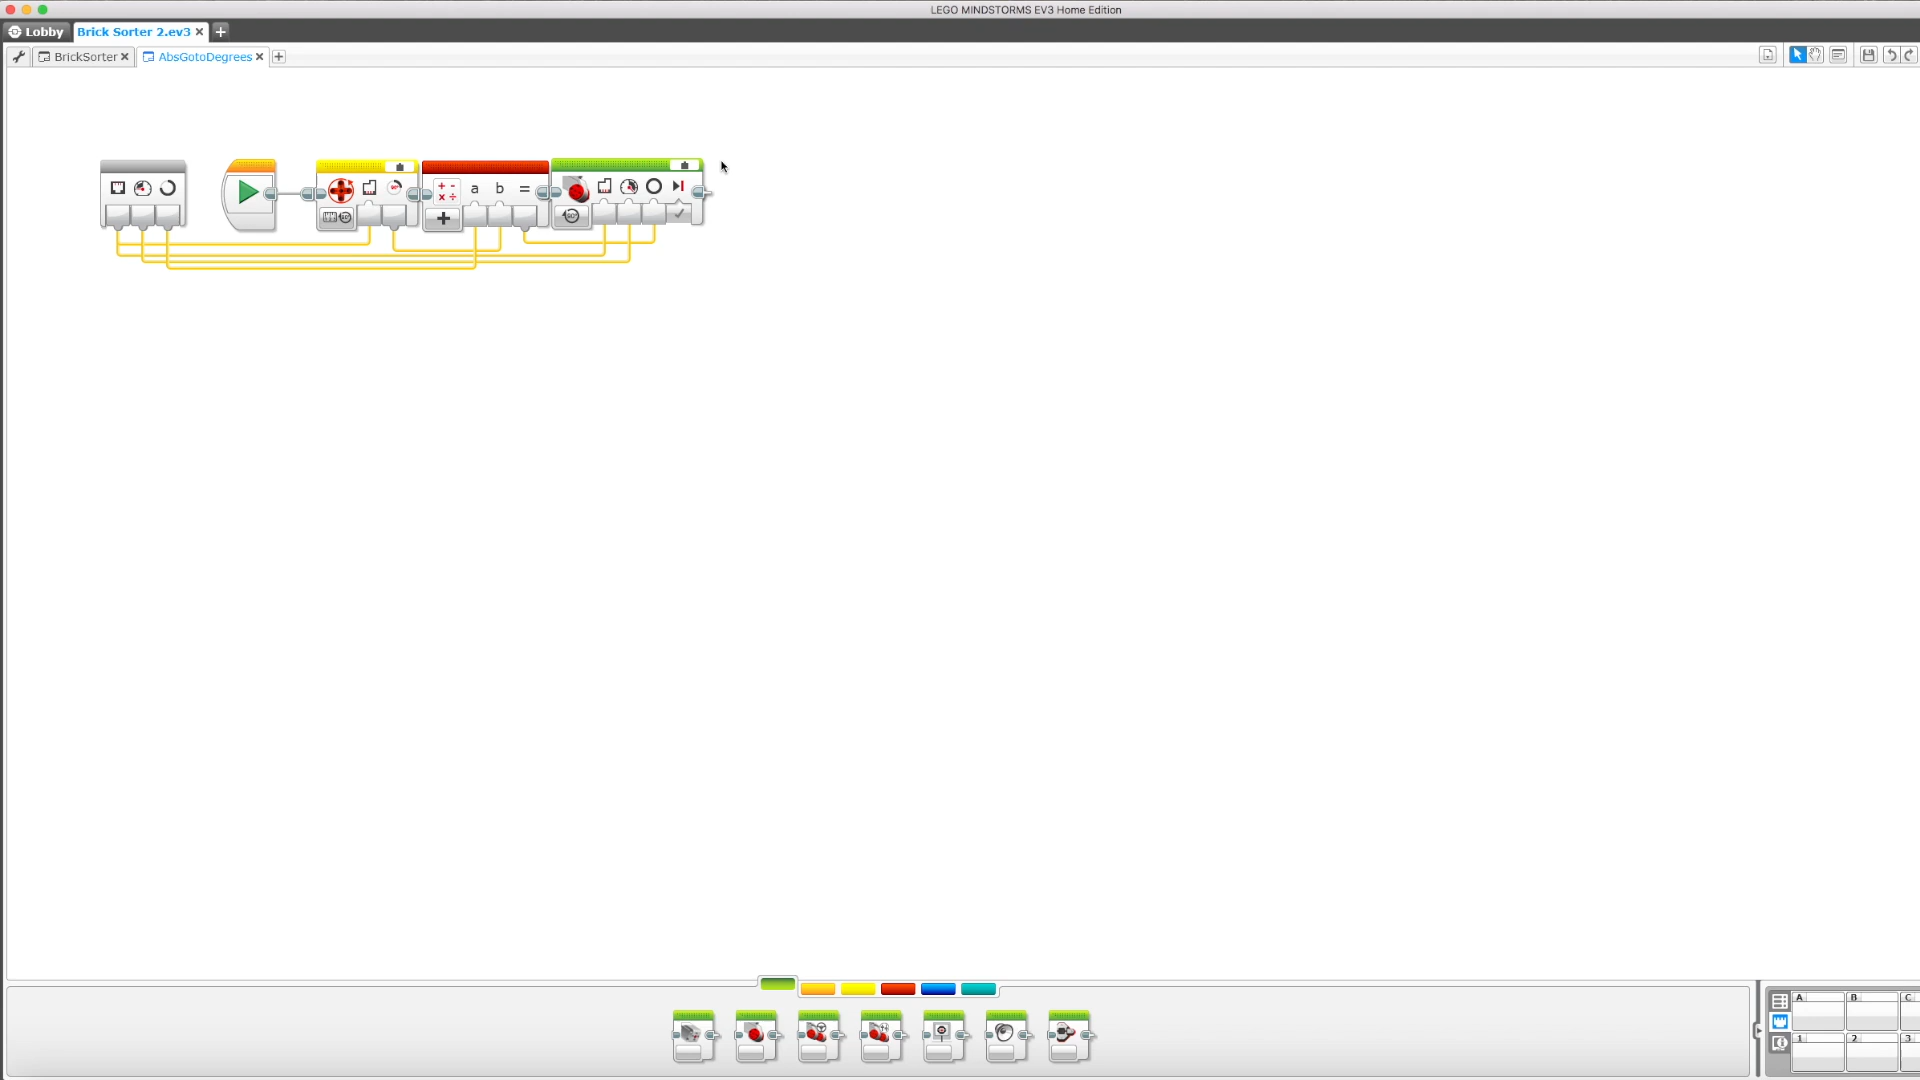 LEGO MINDSTORMS EV3 Home Edition
Lobby
Brick Sorter 2.ev3
BrickSorter
AbsGotoDegrees
a b =
A B C
1 2 3